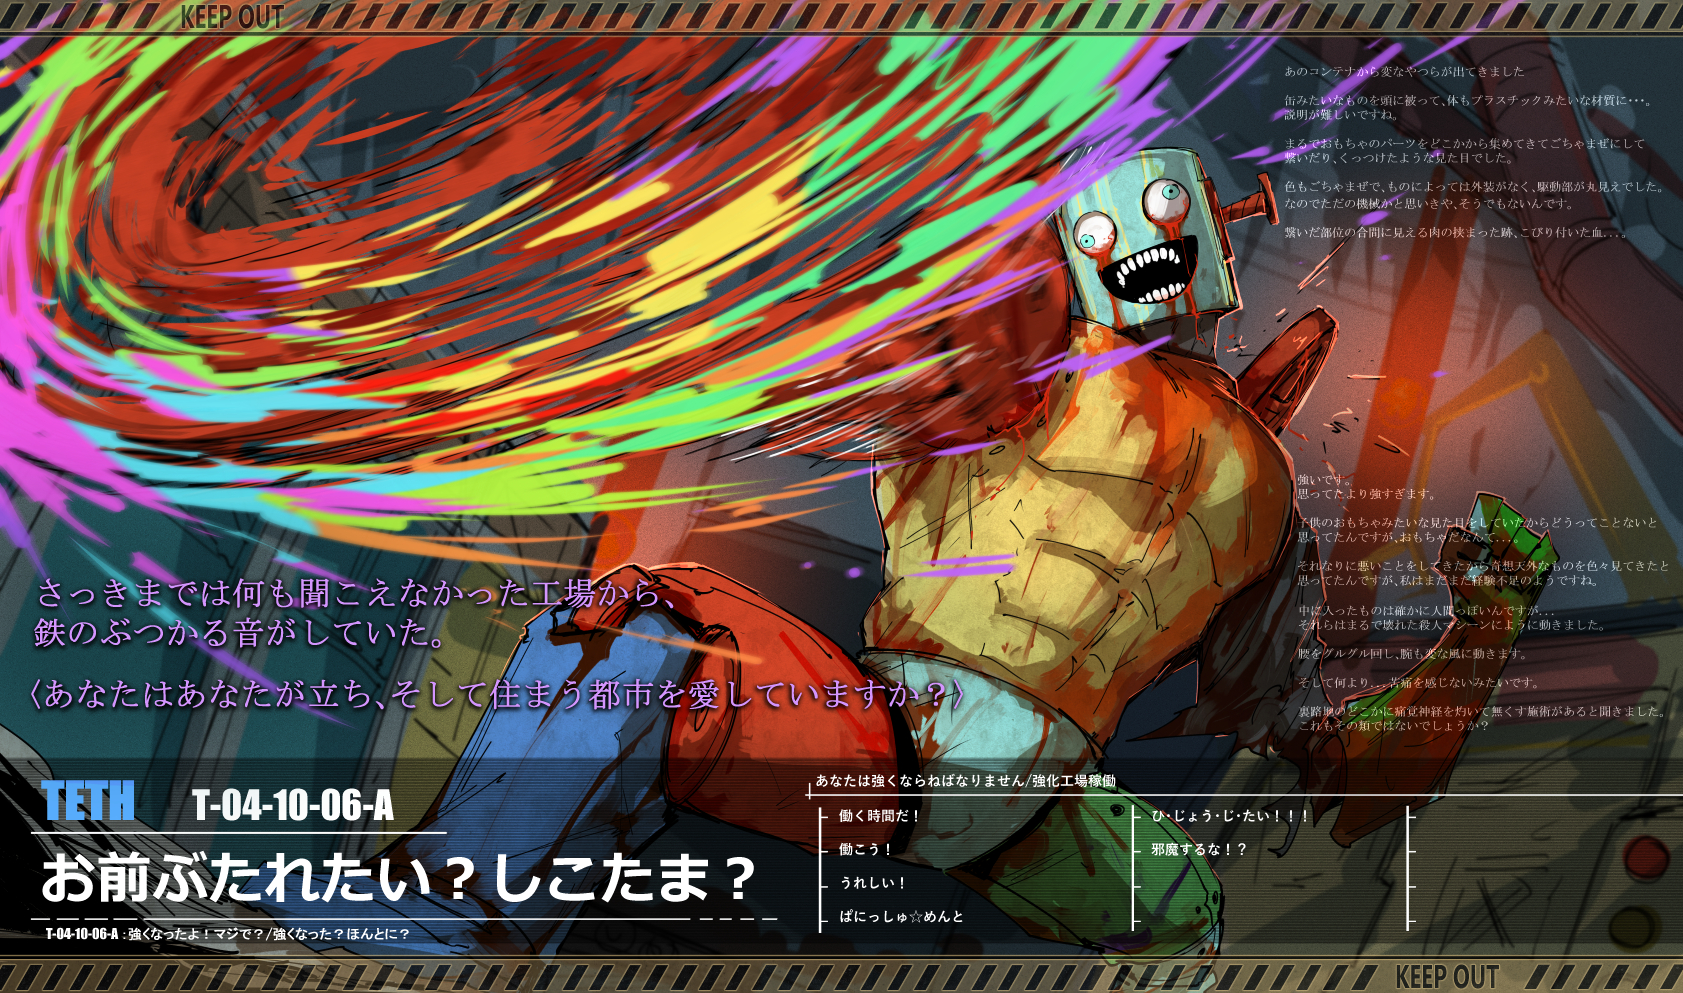 KEEP OUT
あのコンテナから変なやつらが出てきました
缶みたいなものを頭に被って、体もプラスチックみたいな材質に・・・。
説明が難しいですね。
まるでおもちゃのパーツをどこかから集めてきてごちゃまぜにして
繋いだり、くっつけたような見た目でした。
色もごちゃまぜで、ものによっては外装がなく、駆動部が丸見えでした。
なのでただの機械かと思いきや、そうでもないんです。
繋いだ部位の合間に見える肉の挟まった跡、こびり付いた血...。
強いです。
思ってたより強すぎます。
子供のおもちゃみたいな見た目をしていたからどうってことないと
思ってたんですが、おもちゃだなんて...。
それなりに悪いことをしてきたから奇想天外なものを色々見てきたと
思ってたんですが、私はまだまだ経験不足のようですね。
中に入ったものは確かに人間っぽいんですが...
それらはまるで壊れた殺人マシーンにように動きました。
腰をグルグル回し、腕も変な風に動きます。
そして何より...苦痛を感じないみたいです。
裏路地のどこかに痛覚神経を灼いて無くす施術があると聞きました。
これもその類ではないでしょうか？
さっきまでは何も聞こえなかった工場から、
鉄のぶつかる音がしていた。
〈あなたはあなたが立ち、そして住まう都市を愛していますか？〉
TETH T-04-10-06-A
お前ぶたれたい？しこたま？
T-04-10-06-A：強くなったよ！マジで？/強くなった？ほんとに？
あなたは強くならねばなりません/強化工場稼働
働く時間だ！
働こう！
うれしい！
ぱにっしゅ☆めんと
ひ・じょう・じ・たい！！！
邪魔するな！？
KEEP OUT